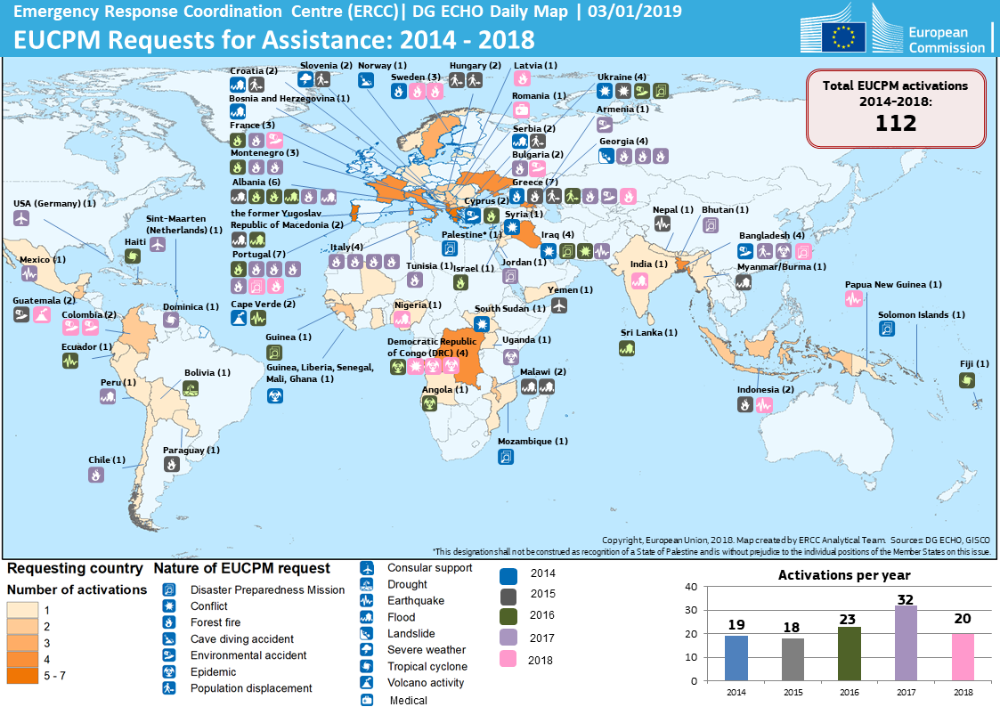 Emergency Response Coordination Centre (ERCC)| DG ECHO Daily Map | 03/01/2019
EUCPM Requests for Assistance: 2014 - 2018
European
Commission
Total EUCPM activations
2014-2018:
112
Croatia (2)
Slovenia (2)
Norway (1)
Sweden (3)
Hungary (2)
Latvia (1)
Ukraine (4)
Bosnia and Herzegovina (1)
Romania (1)
Armenia (1)
France (3)
Serbia (2)
Georgia (4)
Montenegro (3)
Bulgaria (2)
Albania (6)
Greece (7)
Cyprus (2)
USA (Germany) (1)
Sint-Maarten
(Netherlands) (1)
the former Yugoslav
Republic of Macedonia (2)
Syria (1)
Nepal (1)
Bhutan (1)
Haiti
Palestine* (1)
Iraq (4)
Bangladesh (4)
Mexico (1)
Portugal (7)
Italy(4)
Tunisia (1)
Israel (1)
Jordan (1)
India (1)
Myanmar/Burma (1)
Guatemala (2)
Colombia (2)
Dominica (1)
Cape Verde (2)
Nigeria (1)
South Sudan (1)
Yemen (1)
Papua New Guinea (1)
Solomon Islands (1)
Ecuador (1)
Guinea (1)
Democratic Republic
of Congo (DRC) (4)
Uganda (1)
Sri Lanka (1)
Peru (1)
Bolivia (1)
Guinea, Liberia, Senegal,
Mali, Ghana (1)
Angola (1)
Malawi (2)
Indonesia (2)
Fiji (1)
Chile (1)
Paraguay (1)
Mozambique (1)
Copyright, European Union, 2018. Map created by ERCC Analytical Team. Sources: DG ECHO, GISCO
*This designation shall not be construed as recognition of a State of Palestine and is without prejudice to the individual positions of the Member States on this issue.
Requesting country
Number of activations
1
2
3
4
5 - 7
Nature of EUCPM request
Disaster Preparedness Mission
Conflict
Forest fire
Cave diving accident
Environmental accident
Epidemic
Population displacement
Consular support
Drought
Earthquake
Flood
Landslide
Severe weather
Tropical cyclone
Volcano activity
Medical
2014
2015
2016
2017
2018
Activations per year
40
30
20
10
0
19
18
23
32
20
2014
2015
2016
2017
2018